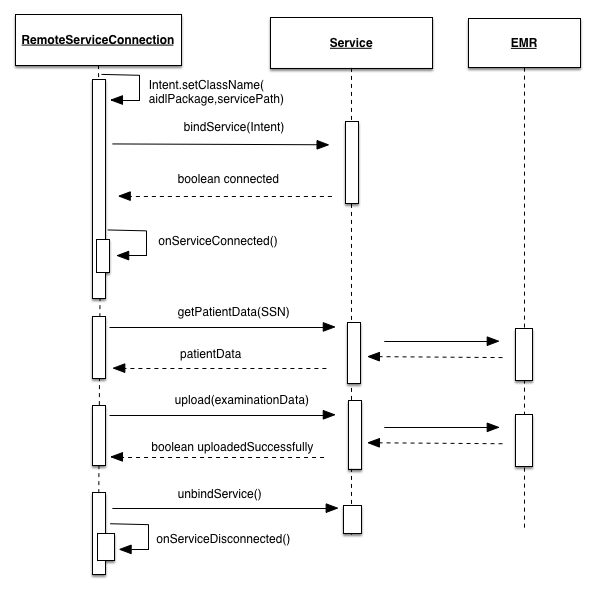 RemoteServiceConnection
Service
EMR
Intent.setClassName(
aidlPackage,servicePath)
bindService(Intent)
boolean connected
onServiceConnected()
getPatientData(SSN)
patientData
upload(examinationData)
boolean uploadedSuccessfully
unbindService()
onServiceDisconnected()